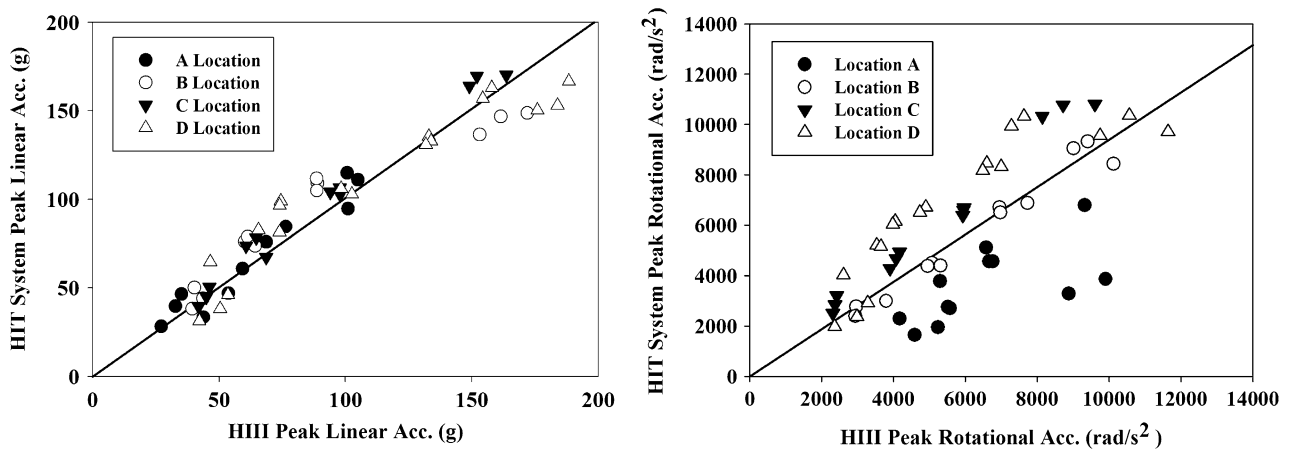 HIT System Peak Linear Acc. (g)
200
150
100
50
0
A Location
B Location
C Location
D Location
0 50 100 150 200
HIII Peak Linear Acc. (g)
HIT System Peak Rotational Acc. (rad/s²)
14000
12000
10000
8000
6000
4000
2000
0
Location A
Location B
Location C
Location D
0 2000 4000 6000 8000 10000 12000 14000
HIII Peak Rotational Acc. (rad/s² )